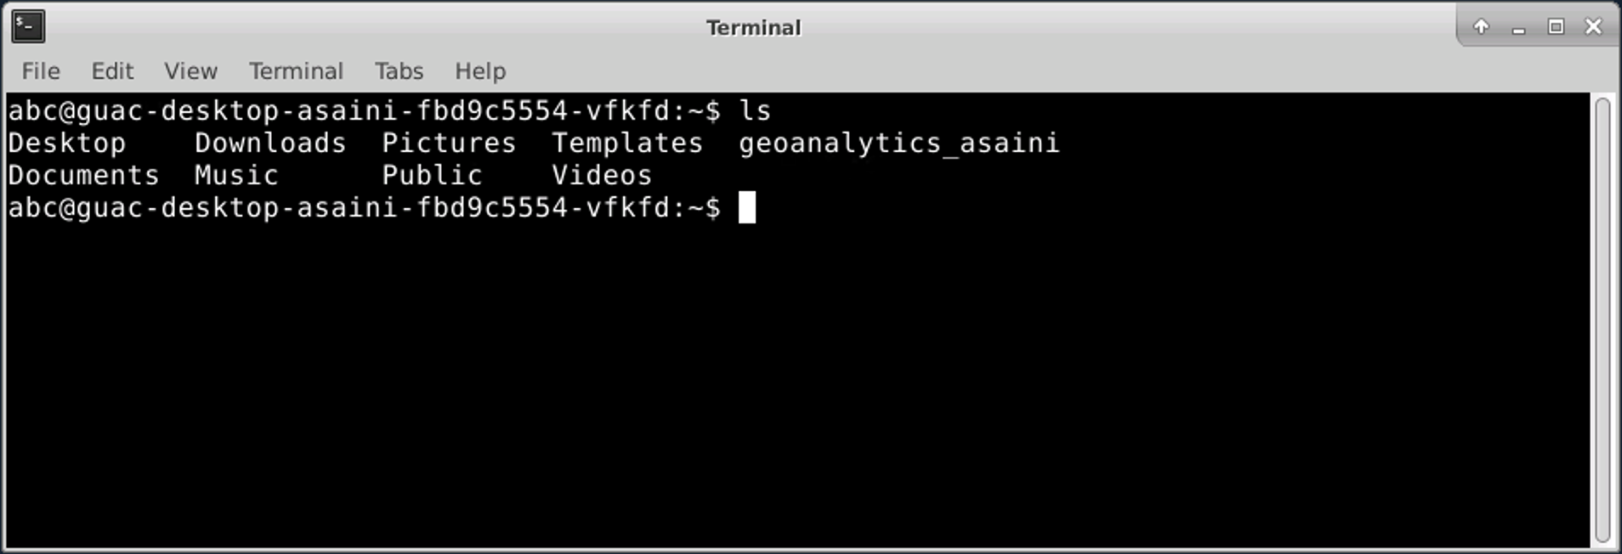 Terminal
File Edit View Terminal Tabs Help
abc@guac-desktop-asaini-fbd9c5554-vfkfd:~$ ls
Desktop    Downloads  Pictures  Templates  geoanalytics_asaini
Documents  Music      Public    Videos
abc@guac-desktop-asaini-fbd9c5554-vfkfd:~$